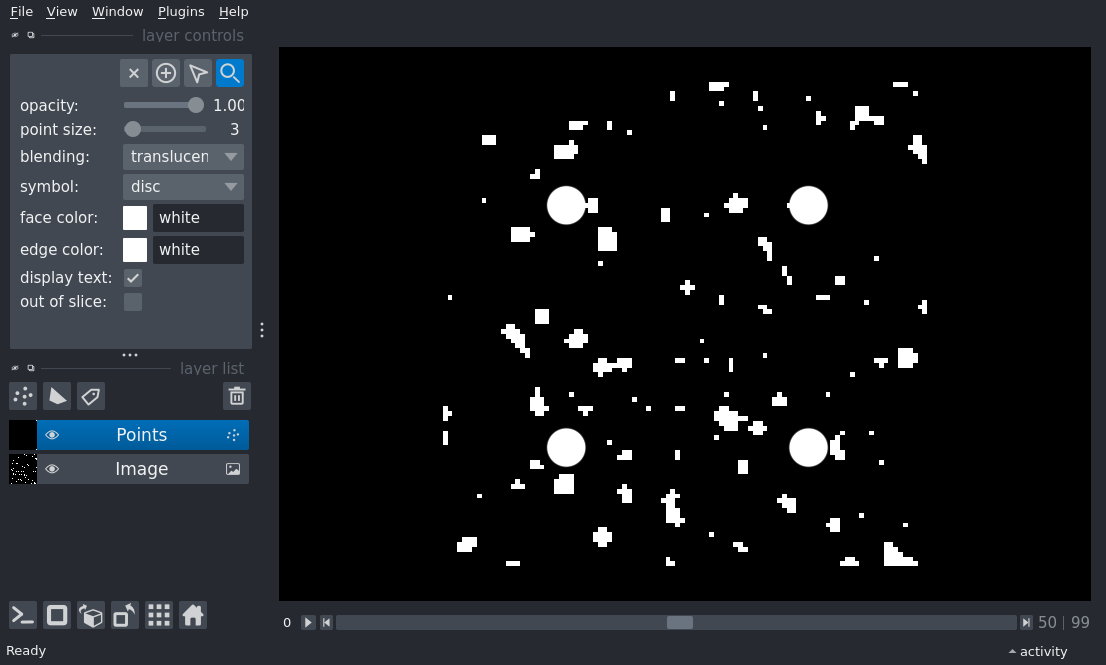 File View Window Plugins Help
layer controls
opacity: 1.00
point size: 3
blending: translucen
symbol: disc
face color: white
edge color: white
display text:
out of slice:
layer list
Points
Image
0 50 | 99
Ready activity